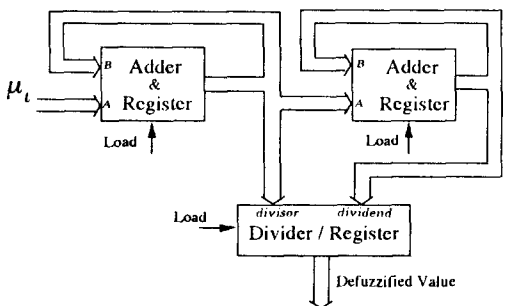 B
Adder
&
Register
A
μi
Load
B
Adder
&
Register
A
Load
Load
divisor dividend
Divider / Register
Defuzzified Value